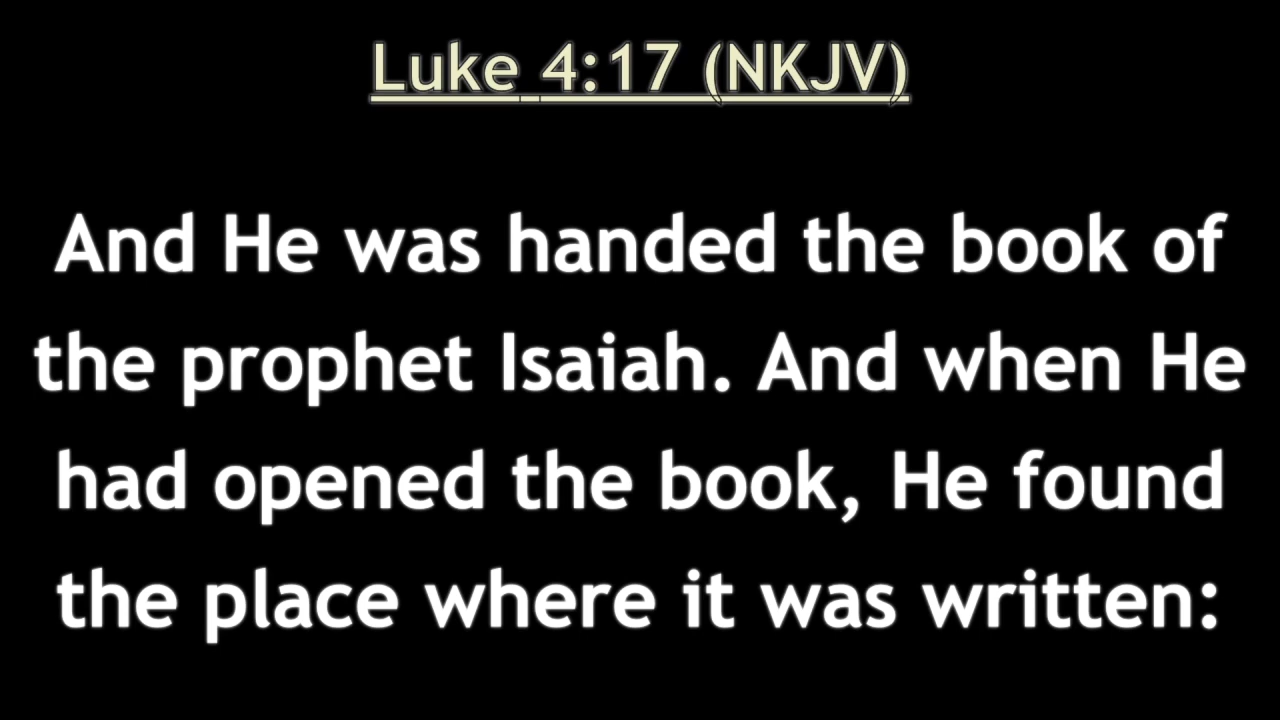 Luke 4:17 (NKJV)
And He was handed the book of
the prophet Isaiah. And when He
had opened the book, He found
the place where it was written: